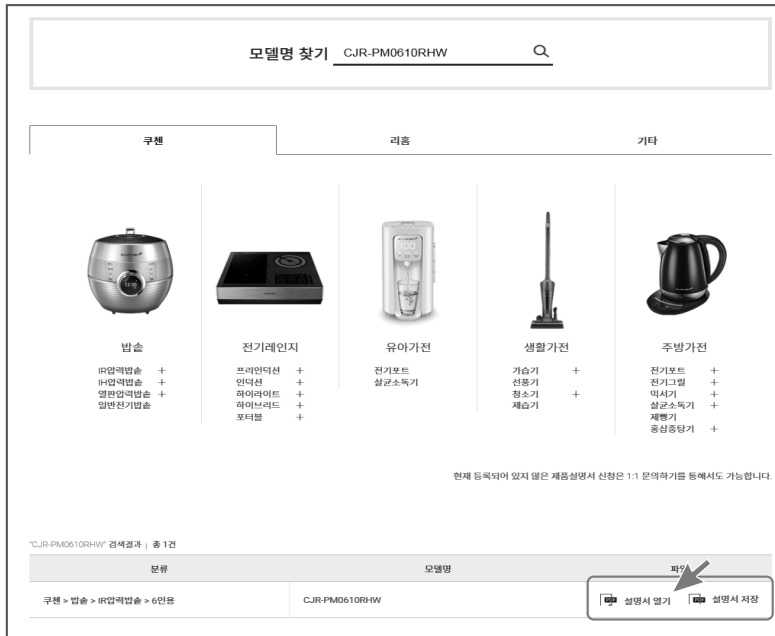 모델명 찾기 CJR-PM0610RHW
쿠첸 리홈 기타
밥솥 전기레인지 유아가전 생활가전 주방가전
IR압력밥솥 +
IH압력밥솥 +
열판압력밥솥 +
일반전기밥솥
프리인덕션 +
인덕션 +
하이라이트 +
하이브리드 +
포터블 +
전기포트
살균소독기
가습기 +
선풍기
청소기 +
제습기
전기포트 +
전기그릴 +
믹서기 +
살균소독기 +
제빵기
홍삼중탕기 +
현재 등록되어 있지 않은 제품설명서 신청은 1:1 문의하기를 통해서도 가능합니다.
"CJR-PM0610RHW" 검색결과 | 총 1건
분류 모델명
쿠첸 > 밥솥 > IR압력밥솥 > 6인용 CJR-PM0610RHW PDF 설명서 열기 PDF 설명서 저장